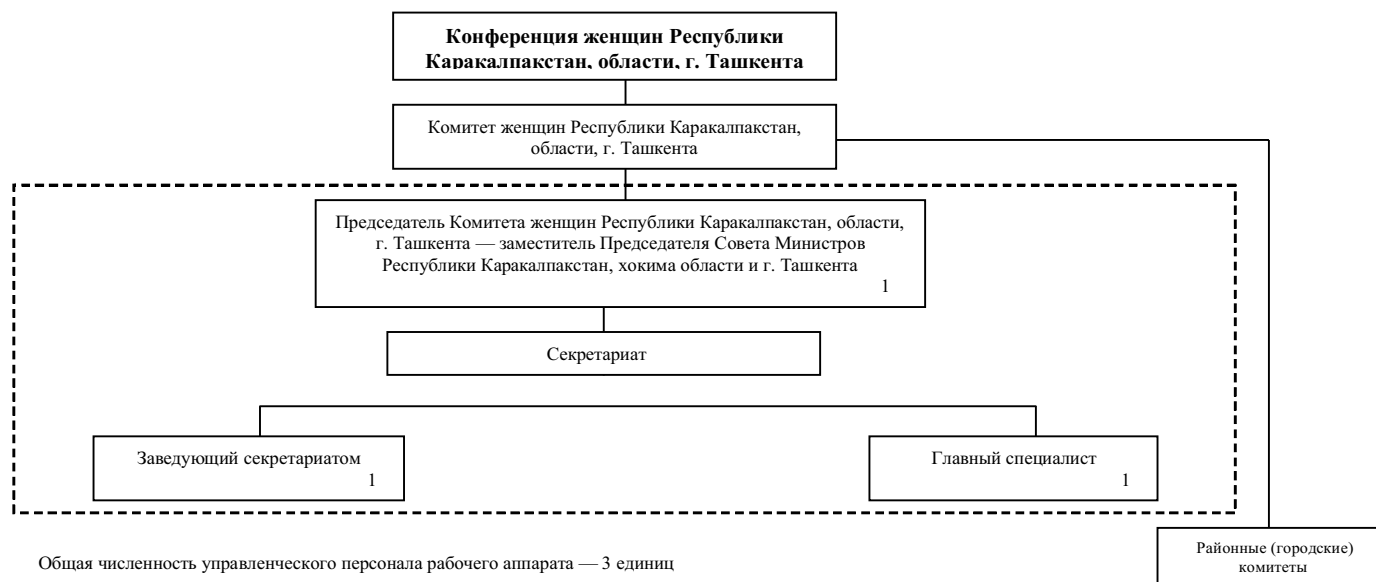 Конференция женщин Республики
Каракалпакстан, области, г. Ташкента
Комитет женщин Республики Каракалпакстан,
области, г. Ташкента
Председатель Комитета женщин Республики Каракалпакстан, области,
г. Ташкента — заместитель Председателя Совета Министров
Республики Каракалпакстан, хокима области и г. Ташкента
1
Секретариат
Заведующий секретариатом
1
Главный специалист
1
Районные (городские)
комитеты
Общая численность управленческого персонала рабочего аппарата — 3 единиц